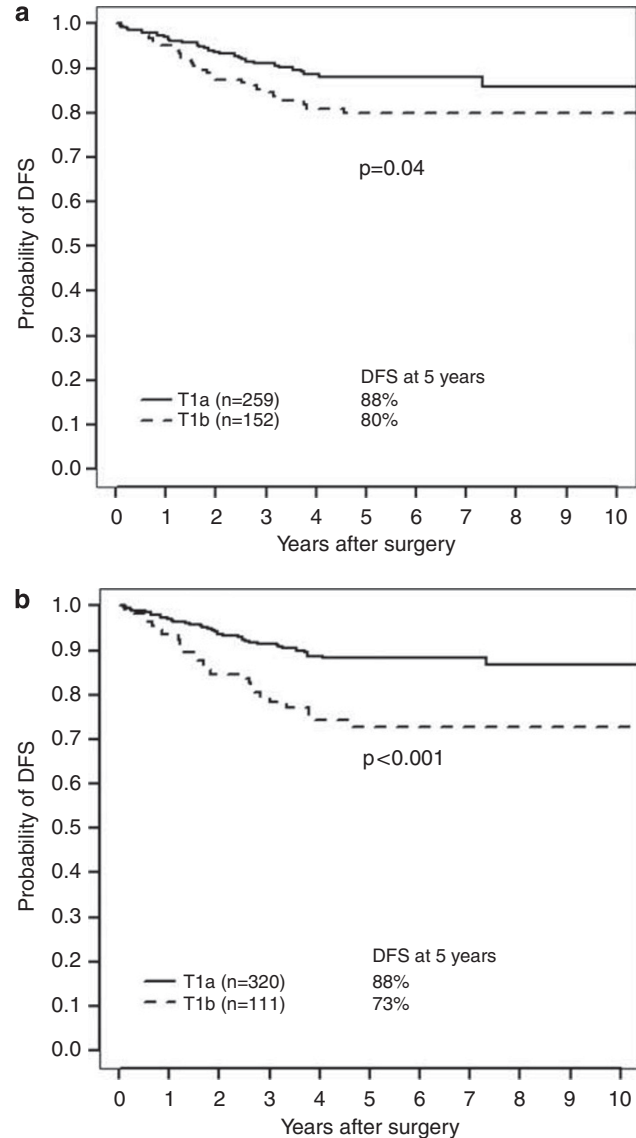 a
1.0
0.9
0.8
0.7
0.6
0.5
0.4
0.3
0.2
0.1
0.0
Probability of DFS
p=0.04
DFS at 5 years
T1a (n=259) 88%
T1b (n=152) 80%
0 1 2 3 4 5 6 7 8 9 10
Years after surgery
b
1.0
0.9
0.8
0.7
0.6
0.5
0.4
0.3
0.2
0.1
0.0
Probability of DFS
p<0.001
DFS at 5 years
T1a (n=320) 88%
T1b (n=111) 73%
0 1 2 3 4 5 6 7 8 9 10
Years after surgery